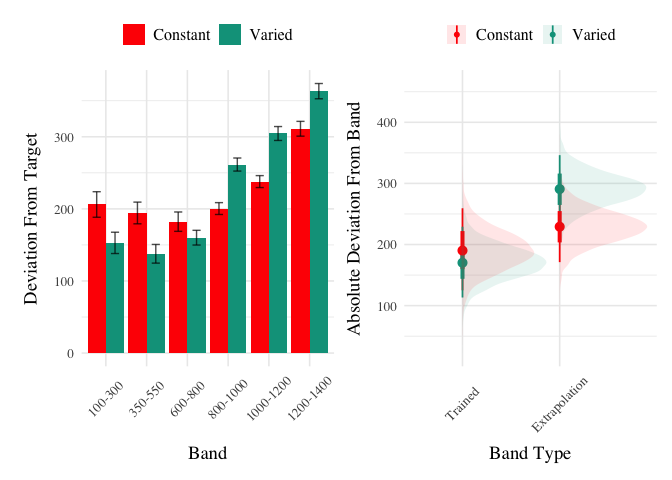 Constant Varied
Deviation From Target
300
200
100
0
100-300
350-550
600-800
800-1000
1000-1200
1200-1400
Band
Constant Varied
Absolute Deviation From Band
400
300
200
100
Trained
Extrapolation
Band Type